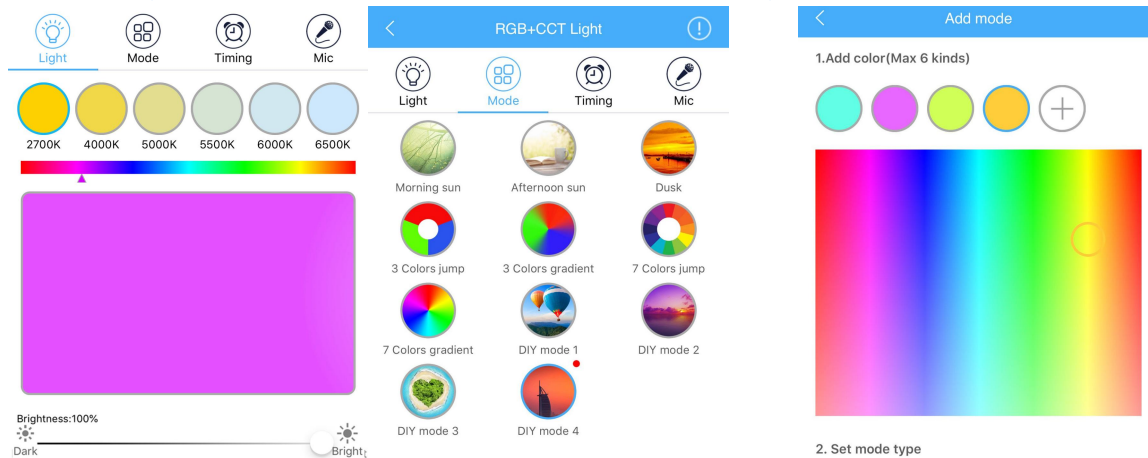 Light Mode Timing Mic
2700K 4000K 5000K 5500K 6000K 6500K
Brightness:100%
Dark Bright
RGB+CCT Light
Light Mode Timing Mic
Morning sun Afternoon sun Dusk
3 Colors jump 3 Colors gradient 7 Colors jump
7 Colors gradient DIY mode 1 DIY mode 2
DIY mode 3 DIY mode 4
Add mode
1.Add color(Max 6 kinds)
2. Set mode type